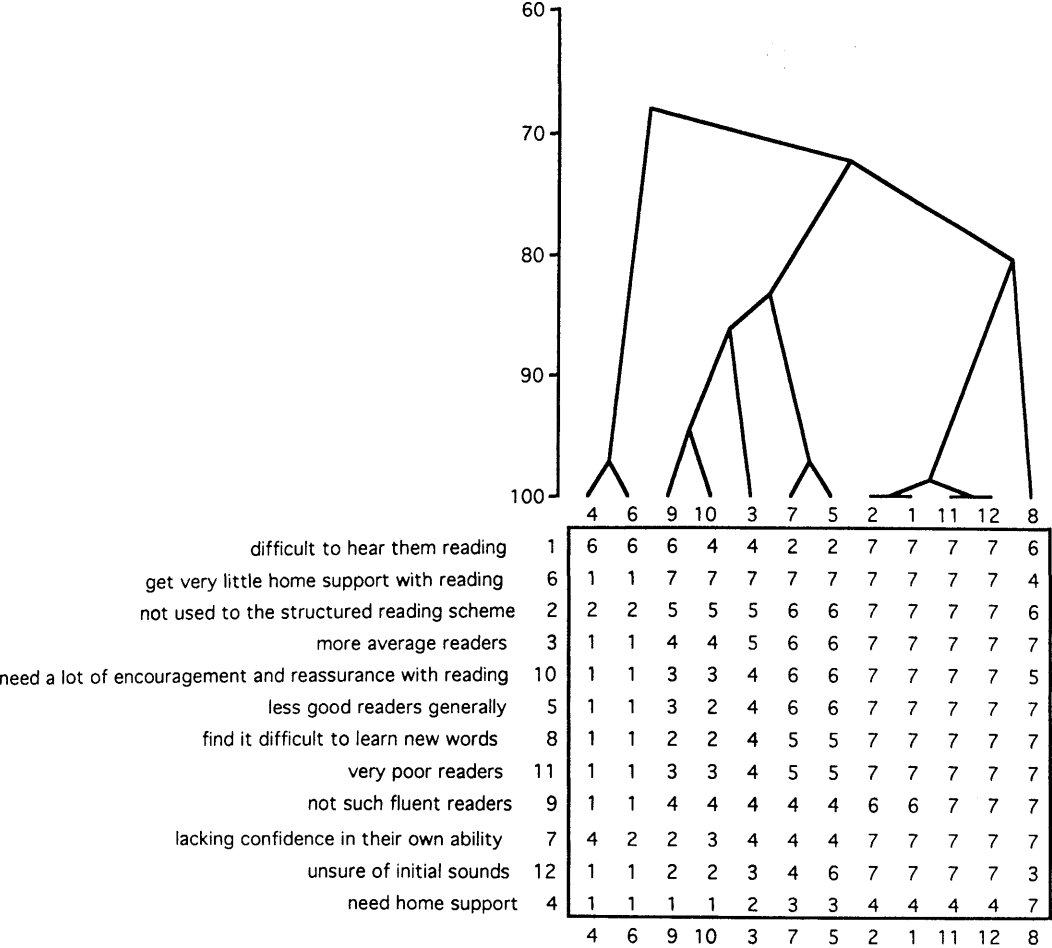 60
70
80
90
100
4 6 9 10 3 7 5 2 1 11 12 8
difficult to hear them reading 1 6 6 6 4 4 2 2 7 7 7 7 6
get very little home support with reading 6 1 1 7 7 7 7 7 7 7 7 7 4
not used to the structured reading scheme 2 2 2 5 5 5 6 6 7 7 7 7 6
more average readers 3 1 1 4 4 5 6 6 7 7 7 7 7
need a lot of encouragement and reassurance with reading 10 1 1 3 3 4 6 6 7 7 7 7 5
less good readers generally 5 1 1 3 2 4 6 6 7 7 7 7 7
find it difficult to learn new words 8 1 1 2 2 4 5 5 7 7 7 7 7
very poor readers 11 1 1 3 3 4 5 5 7 7 7 7 7
not such fluent readers 9 1 1 4 4 4 4 4 6 6 7 7 7
lacking confidence in their own ability 7 4 2 2 3 4 4 4 7 7 7 7 7
unsure of initial sounds 12 1 1 2 2 3 4 6 7 7 7 7 3
need home support 4 1 1 1 1 2 3 3 4 4 4 4 7
4 6 9 10 3 7 5 2 1 11 12 8